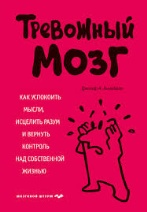 ТРЕВОЖНЫЙ
МОЗГ
КАК УСПОКОИТЬ
МЫСЛИ,
ИСЦЕЛИТЬ РАЗУМ
И ВЕРНУТЬ
КОНТРОЛЬ
НАД СОБСТВЕННОЙ
ЖИЗНЬЮ